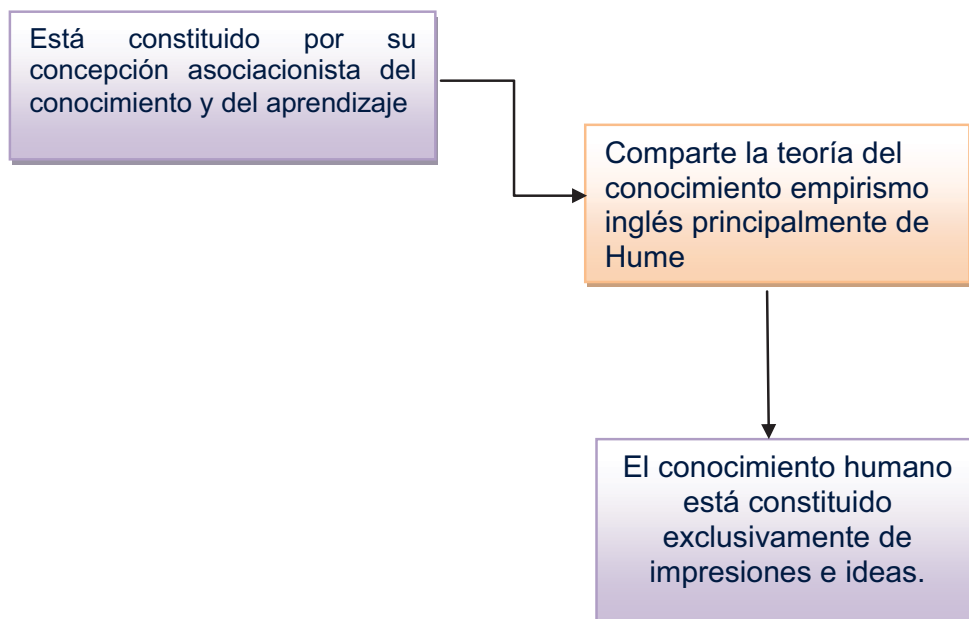 Está constituido por su
concepción asociacionista del
conocimiento y del aprendizaje
Comparte la teoría del
conocimiento empirismo
inglés principalmente de
Hume
El conocimiento humano
está constituido
exclusivamente de
impresiones e ideas.